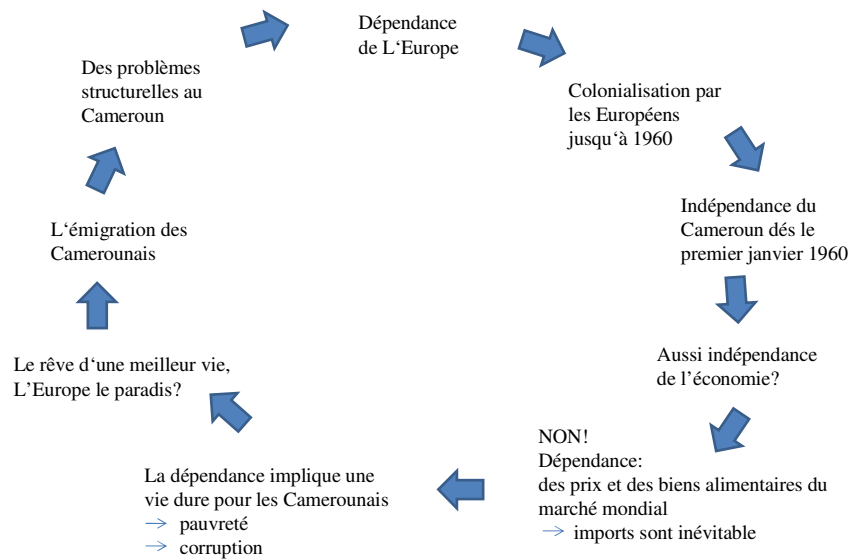 Dépendance
de L‘Europe
Colonialisation par
les Européens
jusqu‘à 1960
Indépendance du
Cameroun dés le
premier janvier 1960
Aussi indépendance
de l’économie?
NON!
Dépendance:
des prix et des biens alimentaires du
marché mondial
→ imports sont inévitable
La dépendance implique une
vie dure pour les Camerounais
→ pauvreté
→ corruption
Le rêve d‘une meilleur vie,
L’Europe le paradis?
L‘émigration des
Camerounais
Des problèmes
structurelles au
Cameroun